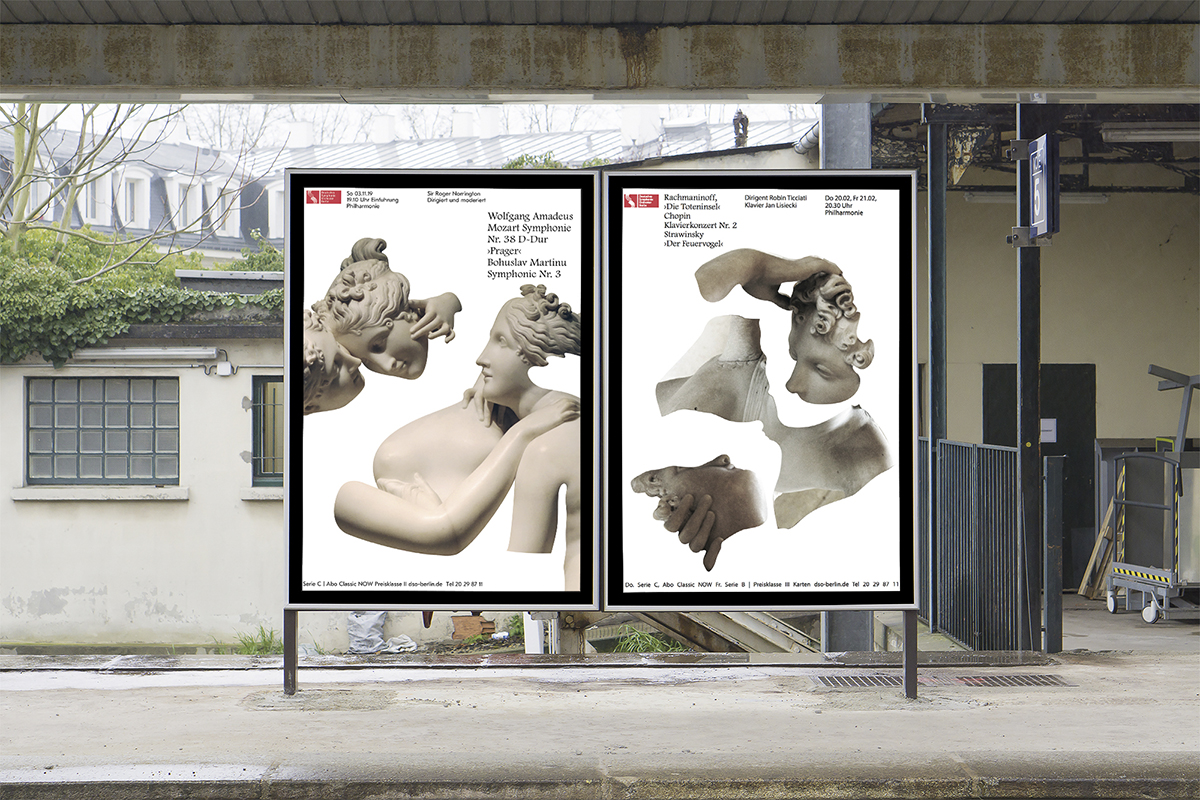 So 03.11.19
19.10 Uhr Einfuhrung
Philharmonie
Sir Roger Norrington
Dirigiert und moderiert
Wolfgang Amadeus
Mozart Symphonie
Nr. 38 D-Dur
›Prager‹
Bohuslav Martinu
Symphonie Nr. 3
Serie C | Abo Classic NOW Preisklasse II dso-berlin.de Tel 20 29 87 11
Rachmaninoff,
›Die Toteninsel‹
Chopin
Klavierkonzert Nr. 2
Strawinsky
›Der Feuervogel‹
Dirigent Robin Ticciati
Klavier Jan Lisiecki
Do 20.02, Fr 21.02,
20.30 Uhr
Philharmonie
Do. Serie C, Abo Classic NOW Fr. Serie B | Preisklasse III Karten dso-berlin.de Tel 20 29 87 11
5